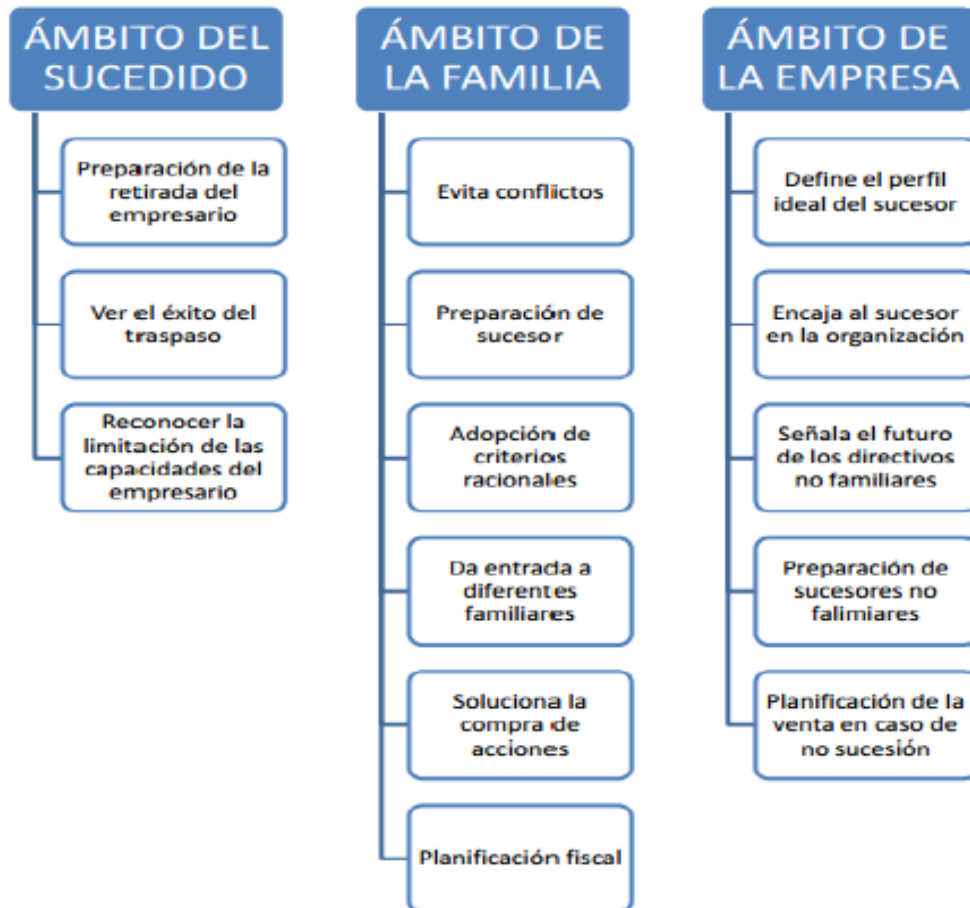 ÁMBITO DEL
SUCEDIDO
Preparación de la
retirada del
empresario
Ver el éxito del
traspaso
Reconocer la
limitación de las
capacidades del
empresario
ÁMBITO DE
LA FAMILIA
Evita conflictos
Preparación de
sucesor
Adopción de
criterios
racionales
Da entrada a
diferentes
familiares
Soluciona la
compra de
acciones
Planificación fiscal
ÁMBITO DE
LA EMPRESA
Define el perfil
ideal del sucesor
Encaja al sucesor
en la organización
Señala el futuro
de los directivos
no familiares
Preparación de
sucesores no
falimiares
Planificación de la
venta en caso de
no sucesión